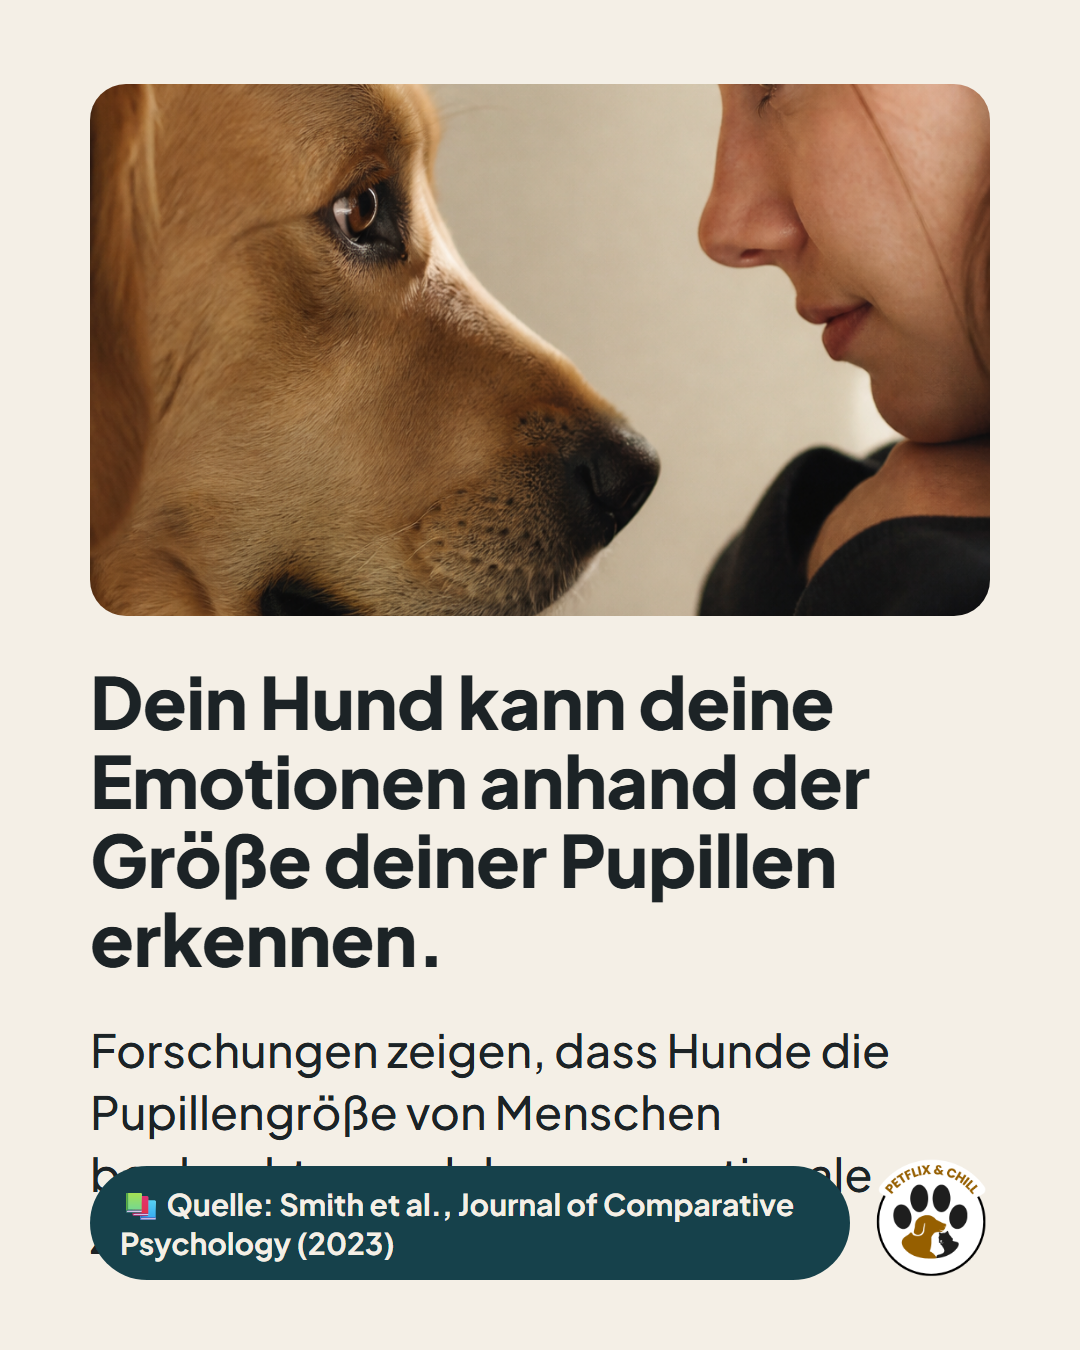 Dein Hund kann deine
Emotionen anhand der
Größe deiner Pupillen
erkennen.
Forschungen zeigen, dass Hunde die
Pupillengröße von Menschen
Quelle: Smith et al., Journal of Comparative
Psychology (2023)
PETFLIX & CHILL